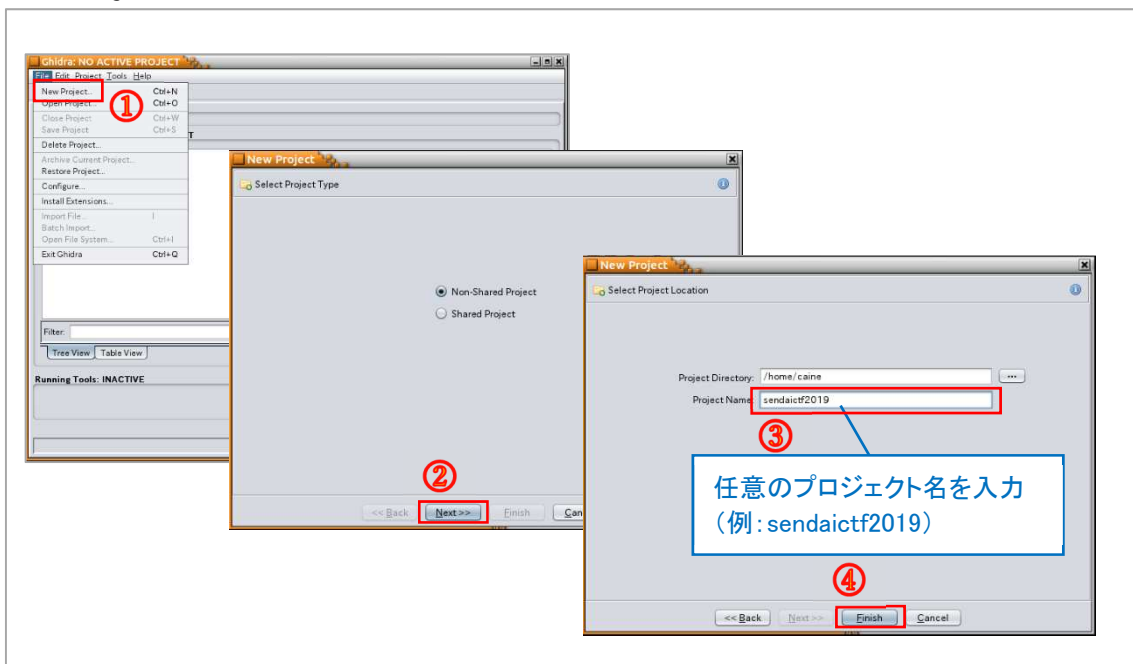 Ghidra: NO ACTIVE PROJECT
File Edit Project Tools Help
New Project... Ctrl+N
Open Project... Ctrl+O
Close Project Ctrl+W
Save Project Ctrl+S
Delete Project...
Archive Current Project...
Restore Project...
Configure...
Install Extensions...
Import File... I
Batch Import...
Open File System... Ctrl+I
Exit Ghidra Ctrl+Q
①
T
Filter:
Tree View Table View
Running Tools: INACTIVE
New Project
Select Project Type
Non-Shared Project
Shared Project
②
<< Back Next >> Finish Can
New Project
Select Project Location
Project Directory: /home/caine ...
Project Name: sendaictf2019
③
任意のプロジェクト名を入力
（例：sendaictf2019）
④
<< Back Next >> Finish Cancel